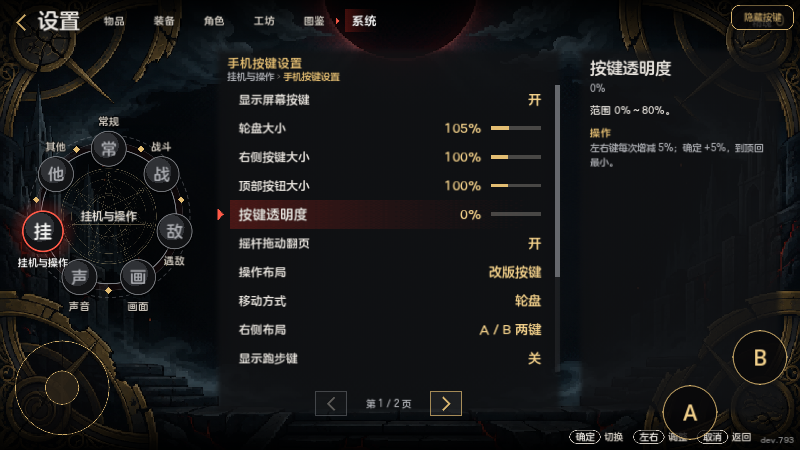 设置
物品 装备 角色 工坊 图鉴 系统
隐藏按键
手机按键设置
挂机与操作 › 手机按键设置
显示屏幕按键 开
轮盘大小 105%
右侧按键大小 100%
顶部按钮大小 100%
按键透明度 0%
摇杆拖动翻页 开
操作布局 改版按键
移动方式 轮盘
右侧布局 A / B 两键
显示跑步键 关
第 1 / 2 页
常规
常
其他
他
战斗
战
挂机与操作
挂
挂机与操作
敌
遇敌
声
声音
画
画面
按键透明度
0%
范围 0% ~ 80%。
操作
左右键每次增减 5%；确定 +5%，到顶回
最小。
B
A
确定 切换 左右 调整 取消 返回
dev.793